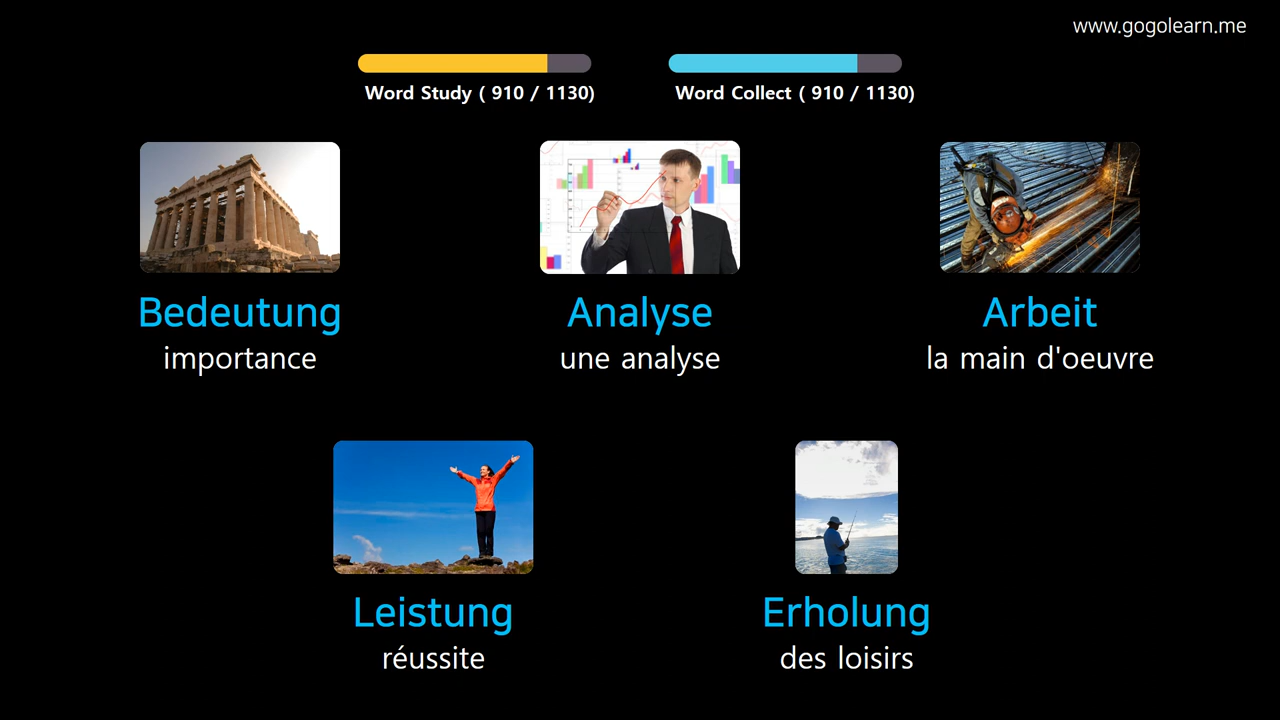 www.gogolearn.me
Word Study ( 910 / 1130)
Word Collect ( 910 / 1130)
Bedeutung
importance
Analyse
une analyse
Arbeit
la main d'oeuvre
Leistung
réussite
Erholung
des loisirs